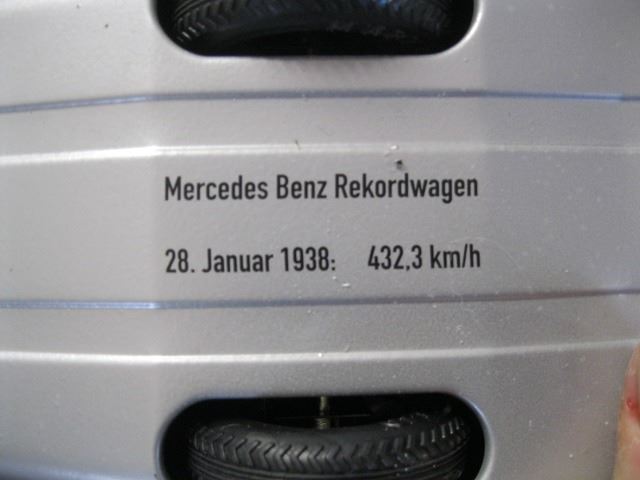 Mercedes Benz Rekordwagen
28. Januar 1938: 432,3 km/h